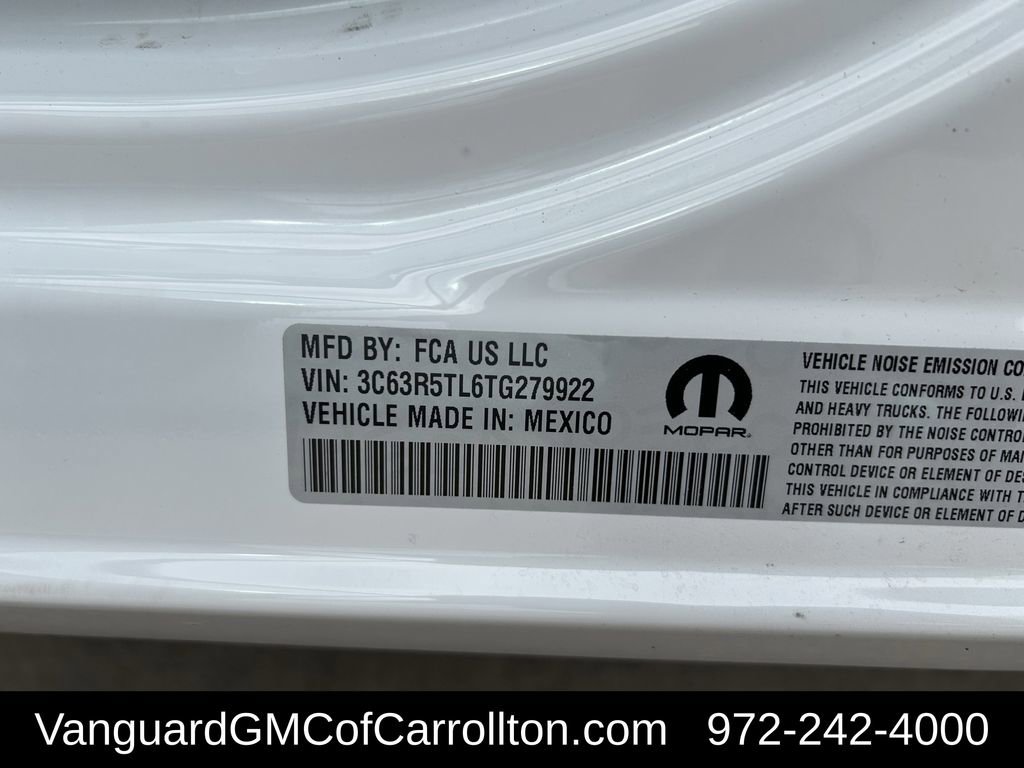 MFD BY: FCA US LLC
VIN: 3C63R5TL6TG279922
VEHICLE MADE IN: MEXICO
MOPAR
VEHICLE NOISE EMISSION
THIS VEHICLE CONFORMS TO U.S.
AND HEAVY TRUCKS. THE
PROHIBITED BY THE NOISE
OTHER THAN FOR PURPOSES OF
CONTROL DEVICE OR ELEMENT OF
THIS VEHICLE IN COMPLIANCE WITH
AFTER SUCH DEVICE OR ELEMENT OF
VanguardGMCofCarrollton.com 972-242-4000